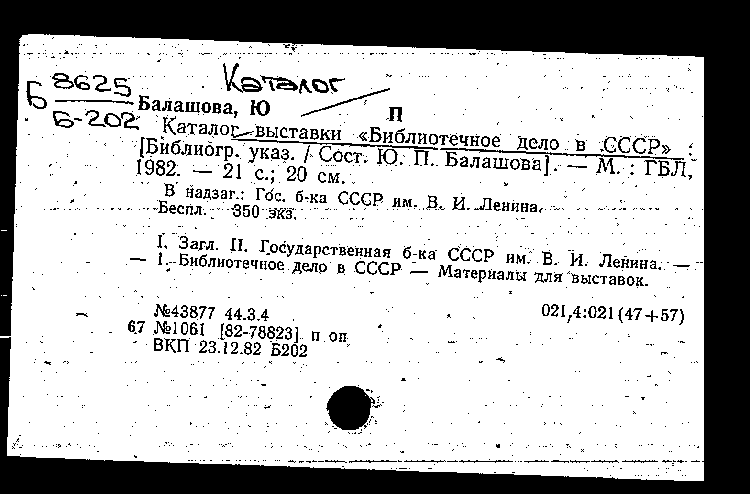 Каталог
Б 8625
Б-202
Балашова, Ю П
Каталог выставки «Библиотечное дело в СССР» :
[Библиогр. указ. / Сост. Ю. П. Балашова]. — М. : ГБЛ,
1982. — 21 с.; 20 см.
В надзаг.: Гос. б-ка СССР им. В. И. Ленина.
Беспл. 350 экз.
I. Загл. II. Государственная б-ка СССР им. В. И. Ленина. —
— 1. Библиотечное дело в СССР — Материалы для выставок.
№43877 44.3.4 021,4:021(47+57)
67 №1061 [82-78823] п оп
ВКП 23.12.82 Б202